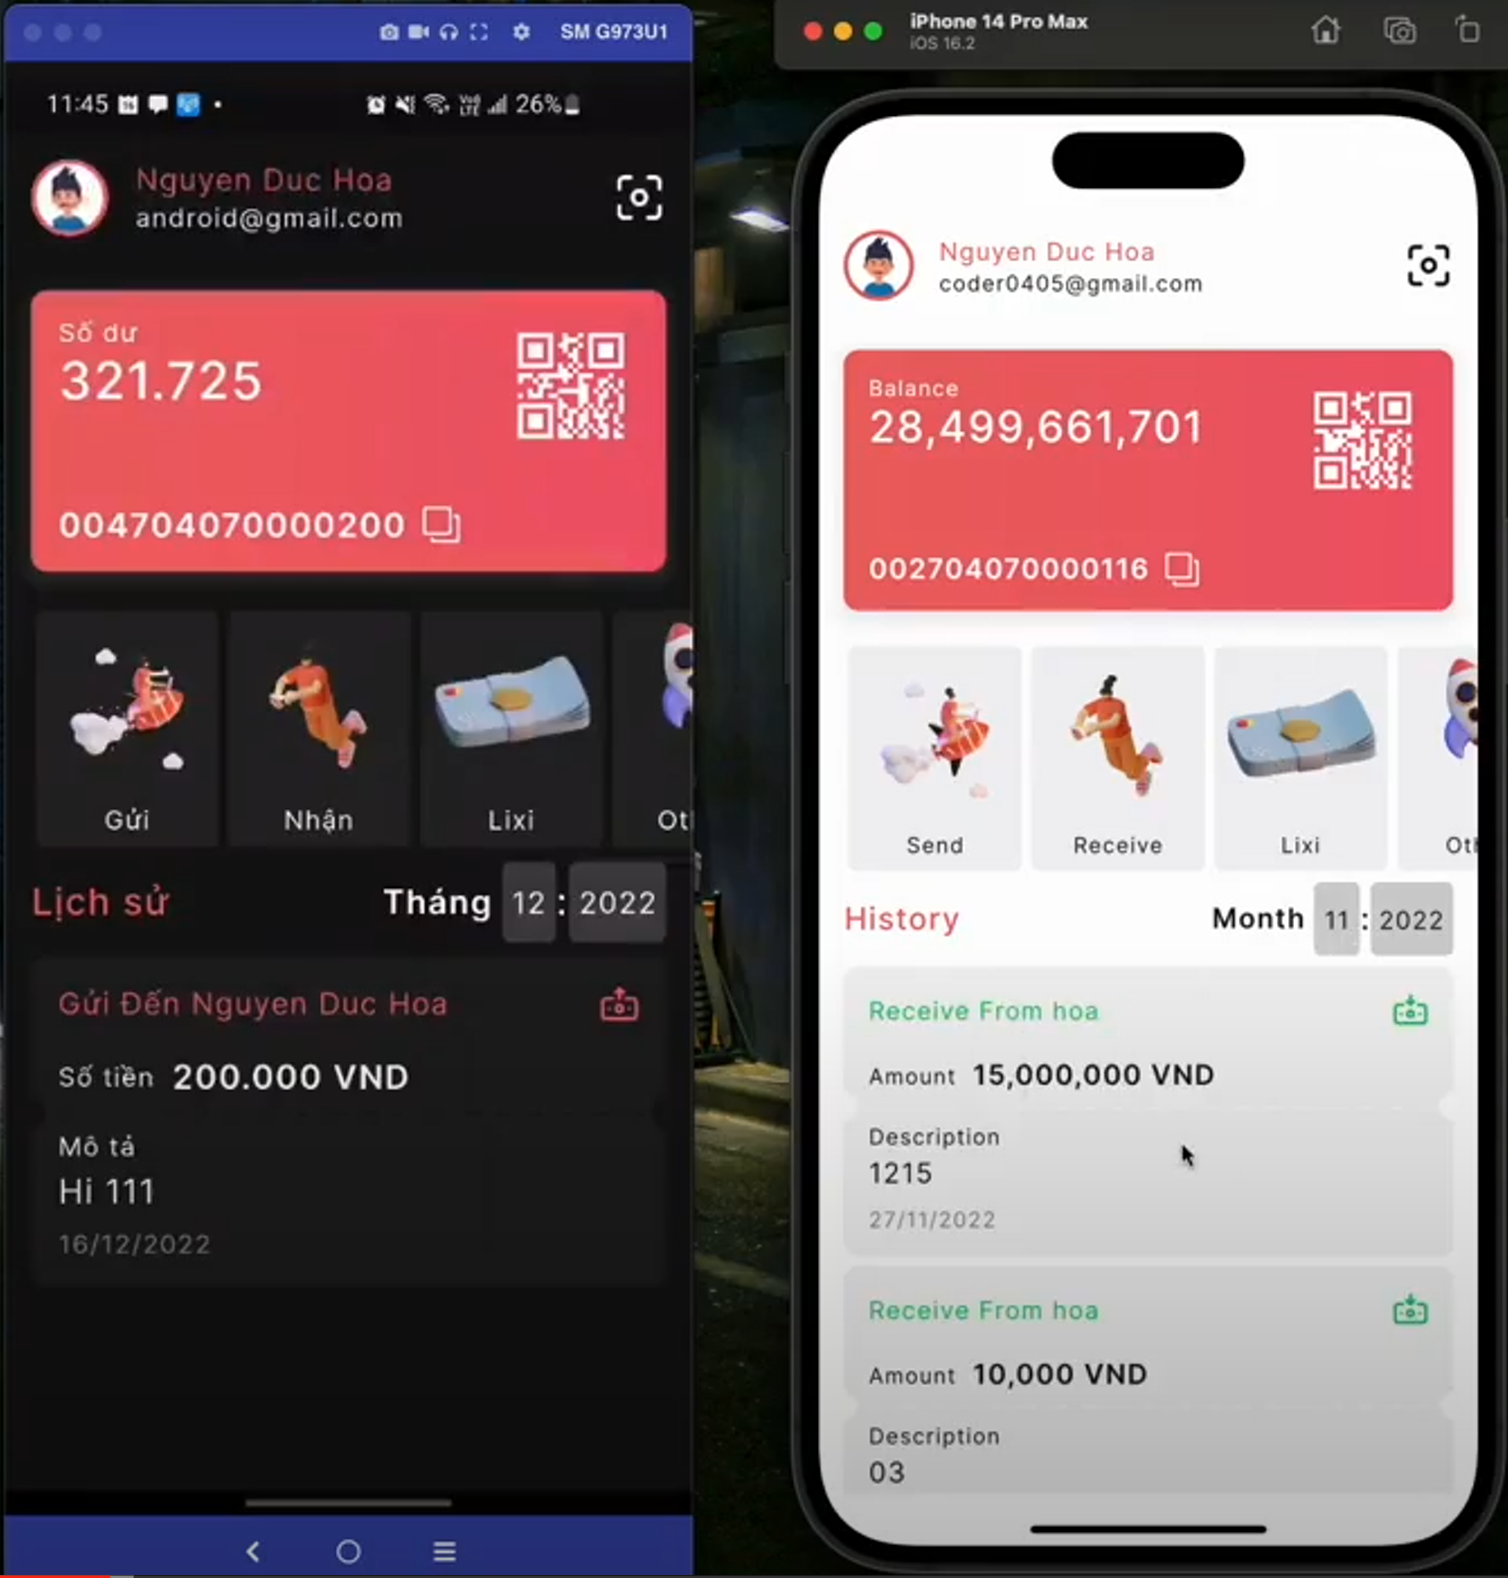 SM G973U1
11:45
26%
Nguyen Duc Hoa
android@gmail.com
Số dư
321.725
004704070000200
Gửi
Nhận
Lixi
Otl
Lịch sử
Tháng 12 : 2022
Gửi Đến Nguyen Duc Hoa
Số tiền 200.000 VND
Mô tả
Hi 111
16/12/2022
iPhone 14 Pro Max
iOS 16.2
Nguyen Duc Hoa
coder0405@gmail.com
Balance
28,499,661,701
002704070000116
Send
Receive
Lixi
Otl
History
Month 11 : 2022
Receive From hoa
Amount 15,000,000 VND
Description
1215
27/11/2022
Receive From hoa
Amount 10,000 VND
Description
03